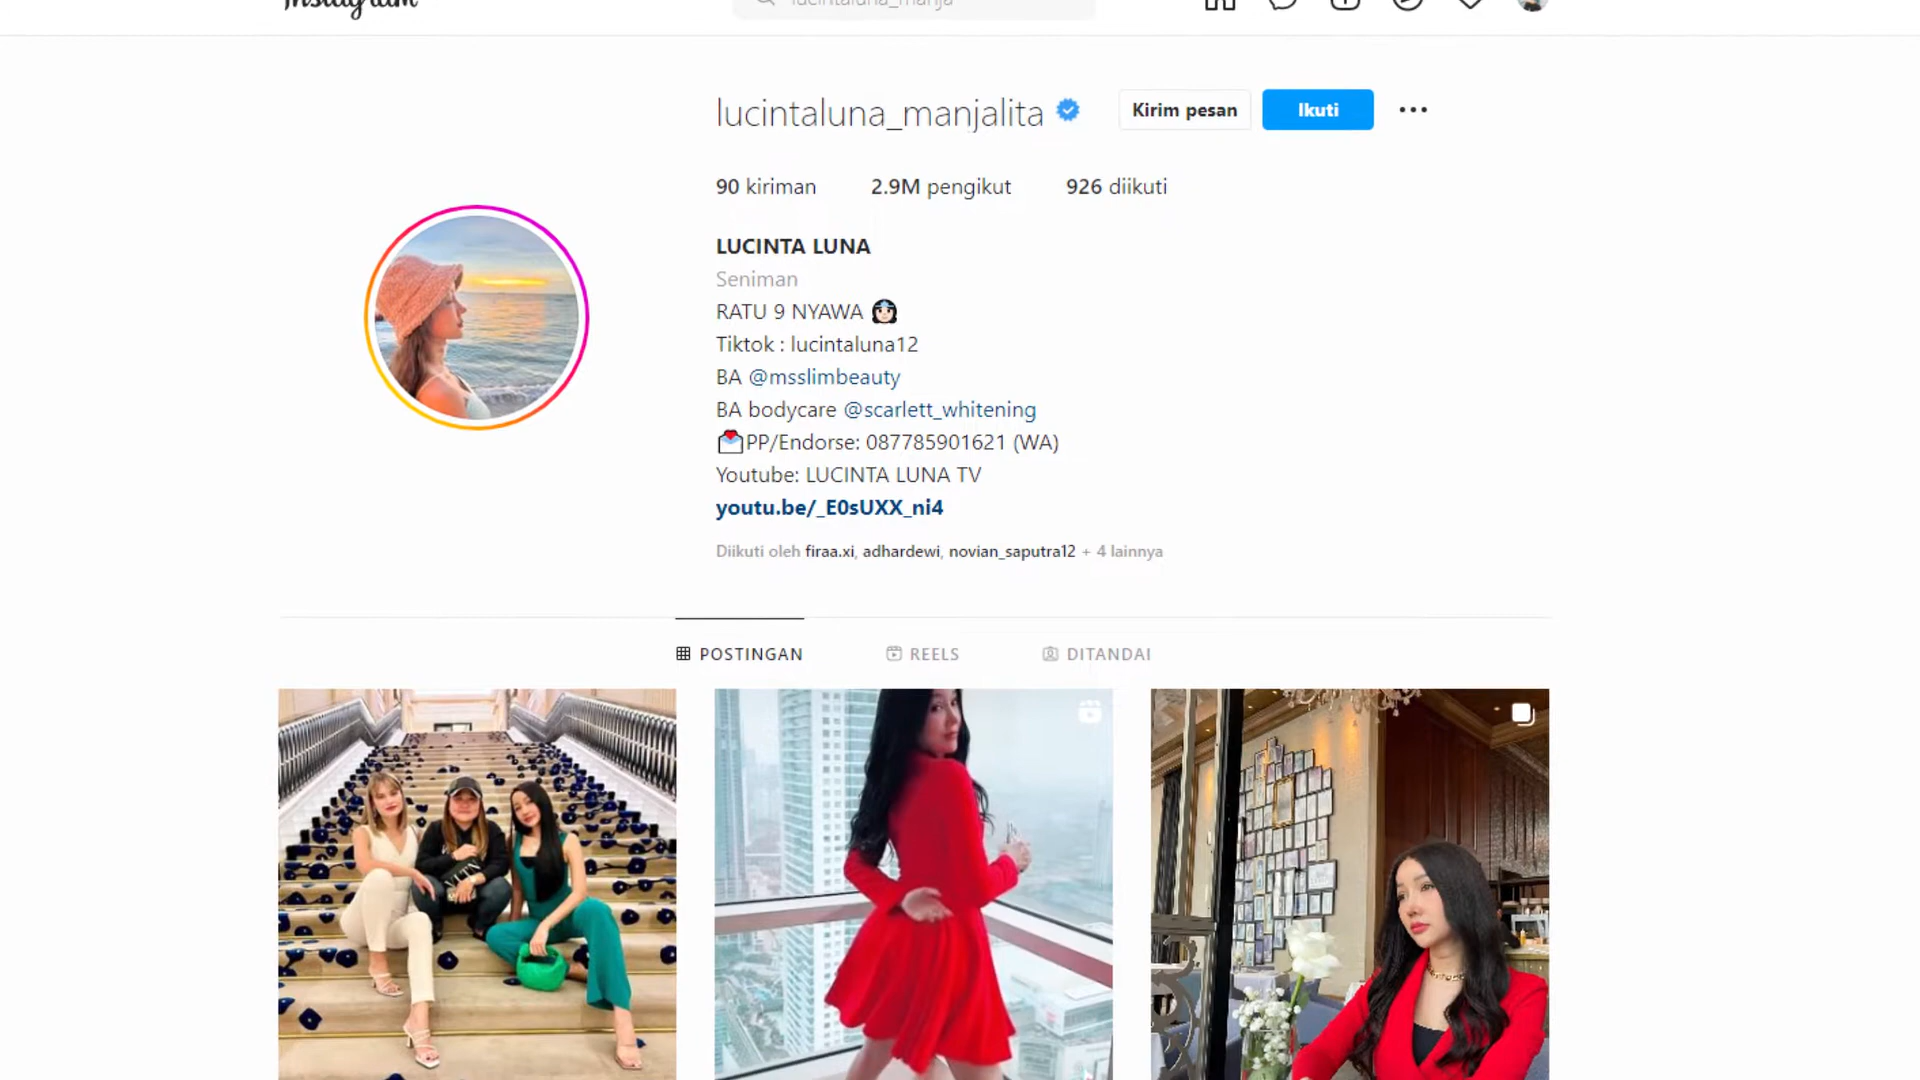 Instagram
lucintaluna_manja
lucintaluna_manjalita
Kirim pesan
Ikuti
90 kiriman
2.9M pengikut
926 diikuti
LUCINTA LUNA
Seniman
RATU 9 NYAWA
Tiktok : lucintaluna12
BA @msslimbeauty
BA bodycare @scarlett_whitening
PP/Endorse: 087785901621 (WA)
Youtube: LUCINTA LUNA TV
youtu.be/_E0sUXX_ni4
Diikuti oleh firaa.xi, adhardewi, novian_saputra12 + 4 lainnya
POSTINGAN
REELS
DITANDAI